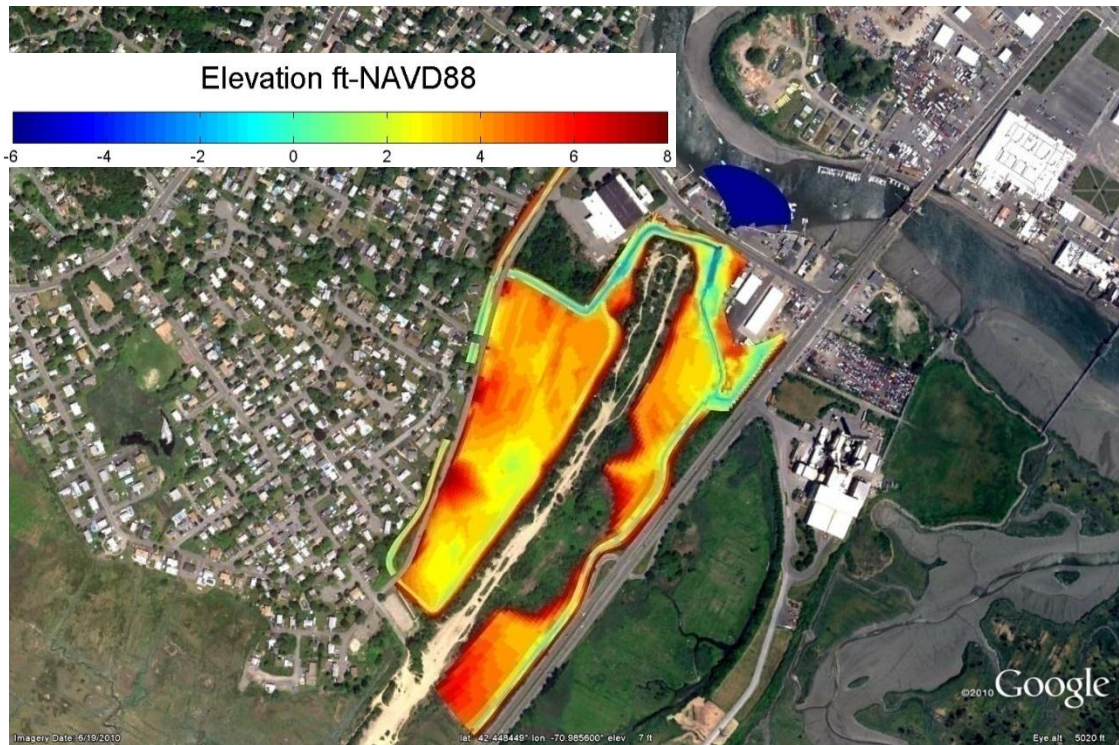 Elevation ft-NAVD88
-6 -4 -2 0 2 4 6 8
©2010 Google
Imagery Date: 6/19/2010 lat 42.448449° lon -70.985600° elev 7 ft Eye alt 5020 ft